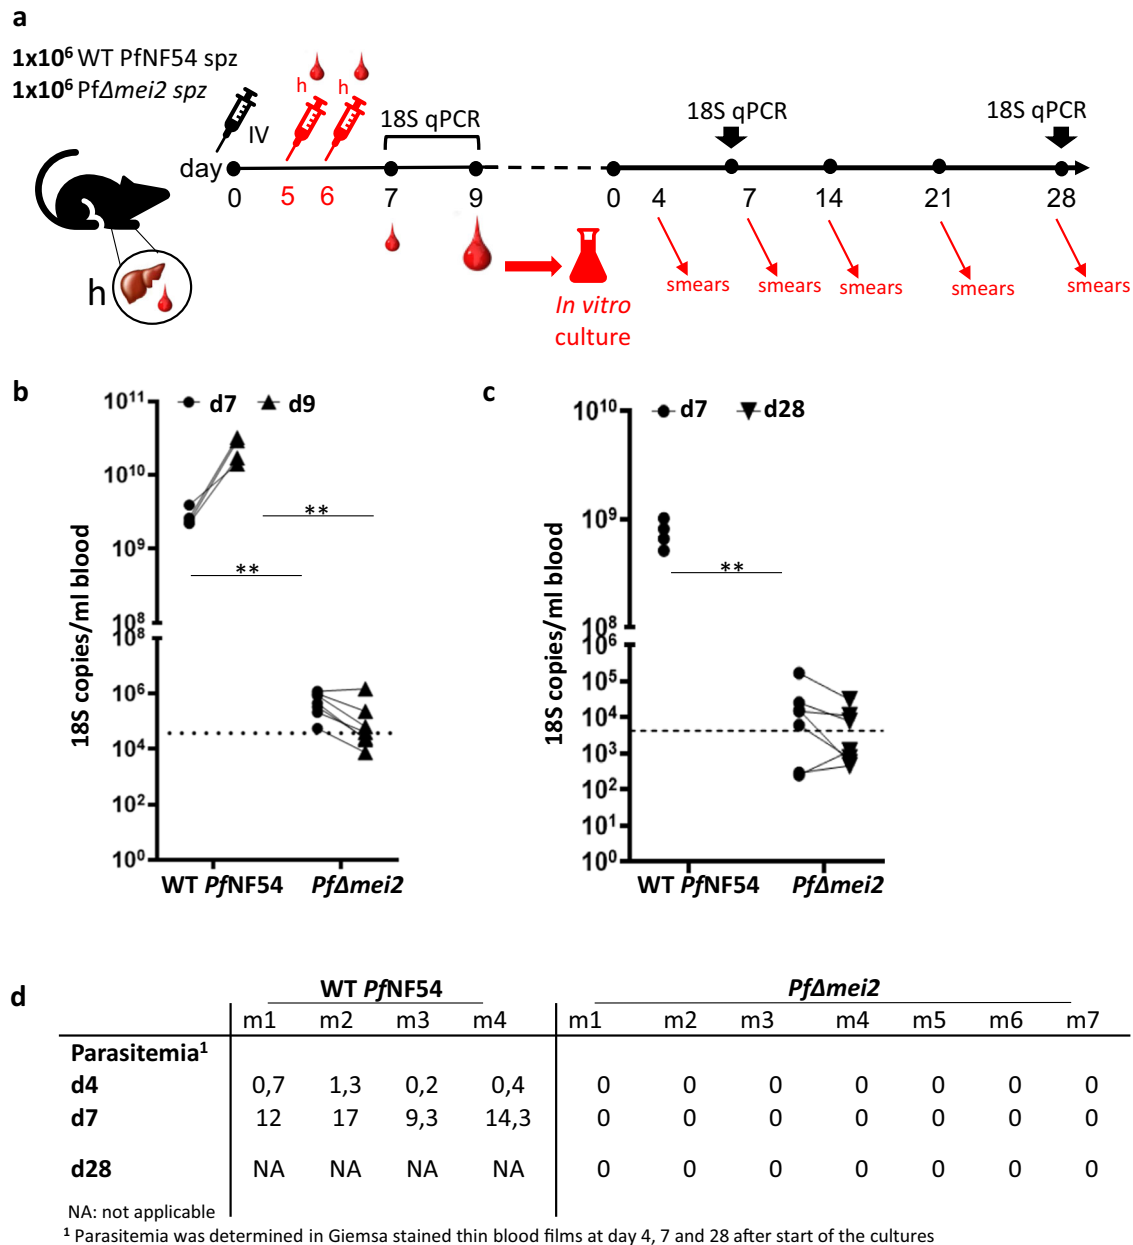 a
1x10⁶ WT PfNF54 spz
1x10⁶ PfΔmei2 spz
IV
h h
18S qPCR
18S qPCR 18S qPCR
day
0 5 6 7 9 0 4 7 14 21 28
h
smears smears smears smears smears
In vitro
culture
b
d7 d9
18S copies/ml blood
10¹¹
10¹⁰
10⁹
10⁸
10⁸
10⁶
10⁴
10²
10⁰
**
**
WT PfNF54 PfΔmei2
c
d7 d28
18S copies/ml blood
10¹⁰
10⁹
10⁸
10⁶
10⁵
10⁴
10³
10²
10¹
10⁰
**
WT PfNF54 PfΔmei2
d
WT PfNF54 PfΔmei2
m1 m2 m3 m4 m1 m2 m3 m4 m5 m6 m7
Parasitemia¹
d4 0,7 1,3 0,2 0,4 0 0 0 0 0 0 0
d7 12 17 9,3 14,3 0 0 0 0 0 0 0
d28 NA NA NA NA 0 0 0 0 0 0 0
NA: not applicable
¹ Parasitemia was determined in Giemsa stained thin blood films at day 4, 7 and 28 after start of the cultures